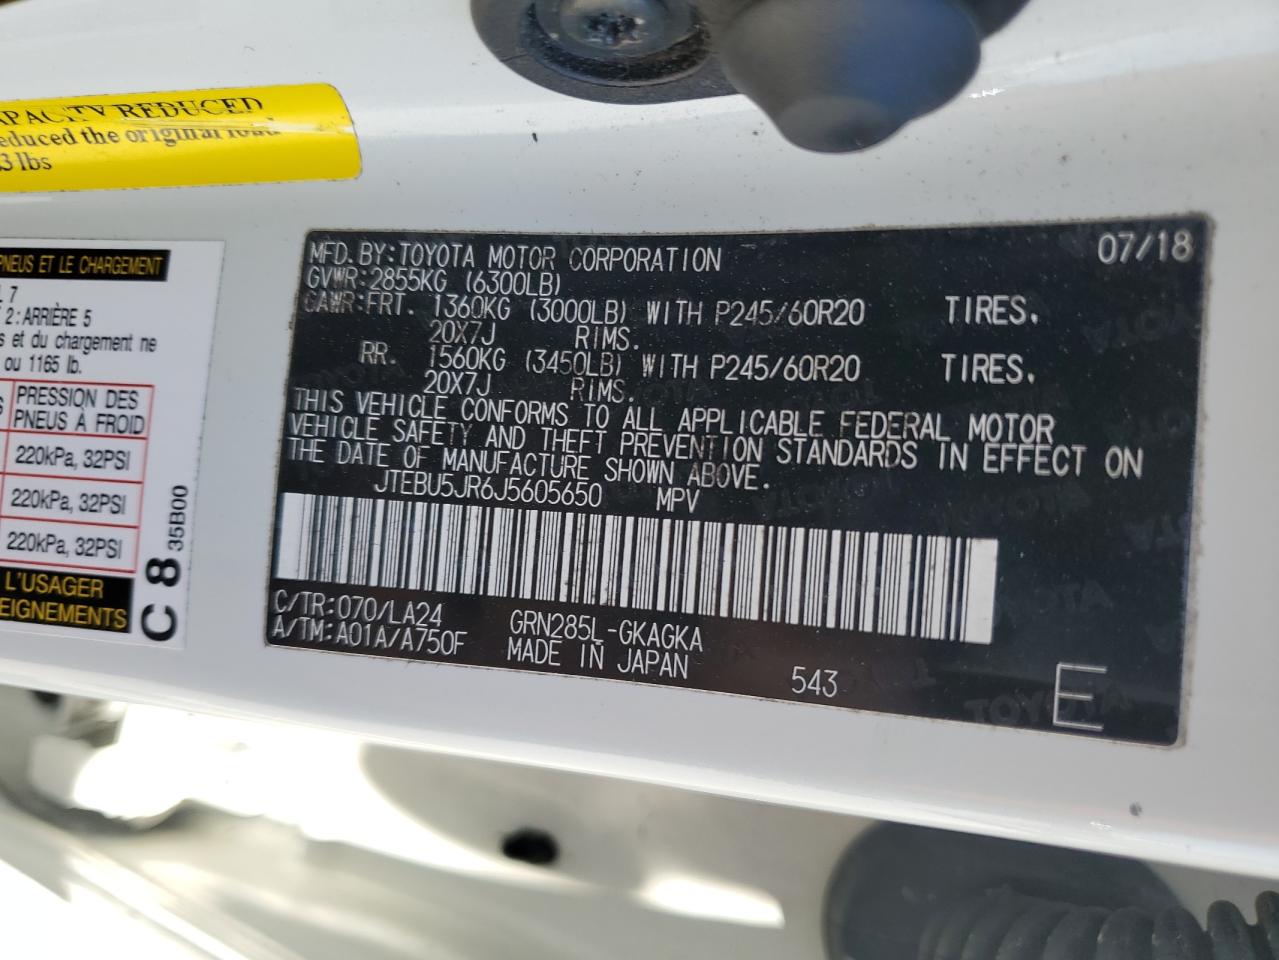 APACITY REDUCED
educed the original load
3 lbs
PNEUS ET LE CHARGEMENT
L 7
2: ARRIÈRE 5
s et du chargement ne
ou 1165 lb.
PRESSION DES
PNEUS À FROID
220kPa, 32PSI
220kPa, 32PSI
220kPa, 32PSI
L'USAGER
EIGNEMENTS
C 8
35B00
MFD. BY: TOYOTA MOTOR CORPORATION 07/18
GVWR: 2855KG (6300LB)
GAWR: FRT. 1360KG (3000LB) WITH P245/60R20 TIRES.
20X7J RIMS.
RR. 1560KG (3450LB) WITH P245/60R20 TIRES.
20X7J RIMS.
THIS VEHICLE CONFORMS TO ALL APPLICABLE FEDERAL MOTOR
VEHICLE SAFETY AND THEFT PREVENTION STANDARDS IN EFFECT ON
THE DATE OF MANUFACTURE SHOWN ABOVE.
JTEBU5JR6J5605650 MPV
C/TR: 070/LA24 GRN285L-GKAGKA
A/TM: A01A/A750F MADE IN JAPAN 543
E